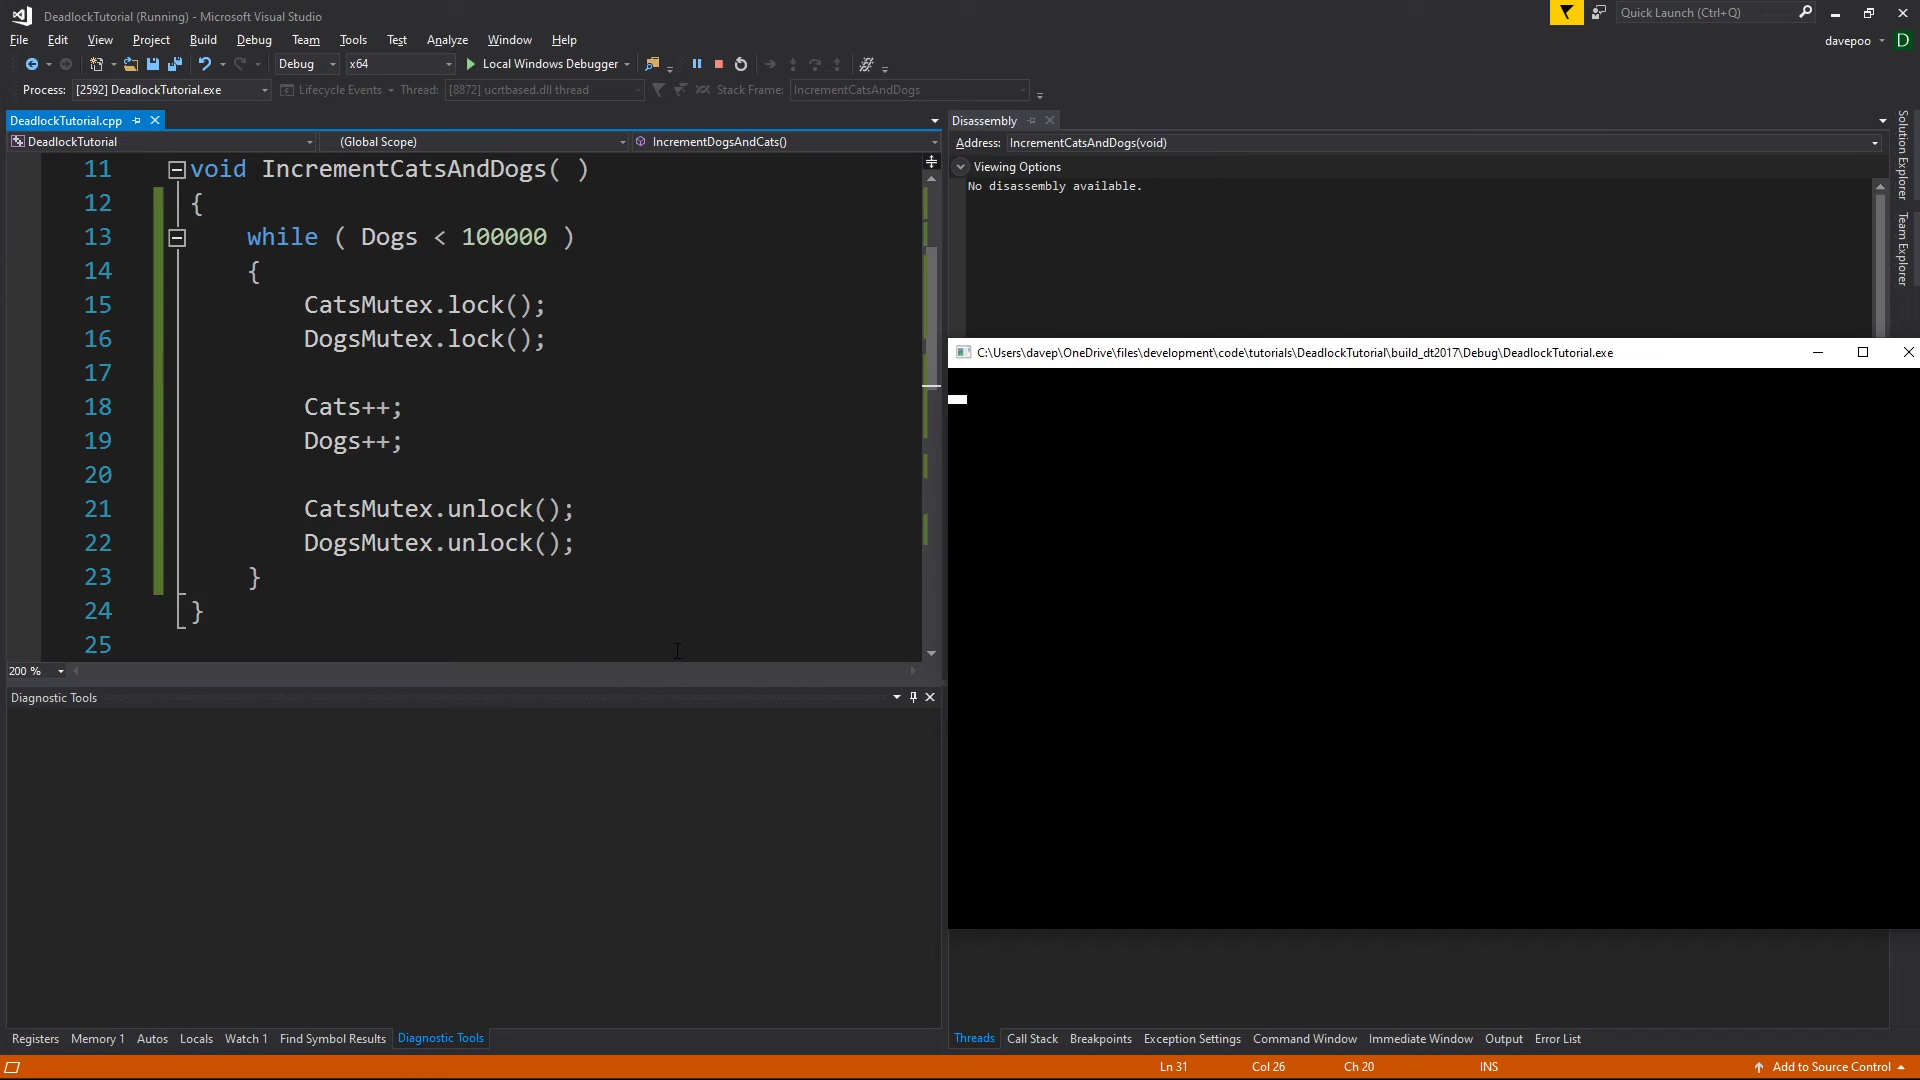 DeadlockTutorial (Running) - Microsoft Visual Studio
Quick Launch (Ctrl+Q)
File Edit View Project Build Debug Team Tools Test Analyze Window Help
davepoo D
Debug x64 Local Windows Debugger
Process: [2592] DeadlockTutorial.exe Lifecycle Events Thread: [8872] ucrtbased.dll thread Stack Frame: IncrementCatsAndDogs
DeadlockTutorial.cpp
DeadlockTutorial (Global Scope) IncrementDogsAndCats()
11 void IncrementCatsAndDogs( )
12 {
13 while ( Dogs < 100000 )
14 {
15 CatsMutex.lock();
16 DogsMutex.lock();
17
18 Cats++;
19 Dogs++;
20
21 CatsMutex.unlock();
22 DogsMutex.unlock();
23 }
24 }
25
200 %
Disassembly
Address: IncrementCatsAndDogs(void)
Viewing Options
No disassembly available.
Solution Explorer
Team Explorer
C:\Users\davep\OneDrive\files\development\code\tutorials\DeadlockTutorial\build_dt2017\Debug\DeadlockTutorial.exe
Diagnostic Tools
Registers Memory 1 Autos Locals Watch 1 Find Symbol Results Diagnostic Tools
Threads Call Stack Breakpoints Exception Settings Command Window Immediate Window Output Error List
Ln 31 Col 26 Ch 20 INS Add to Source Control